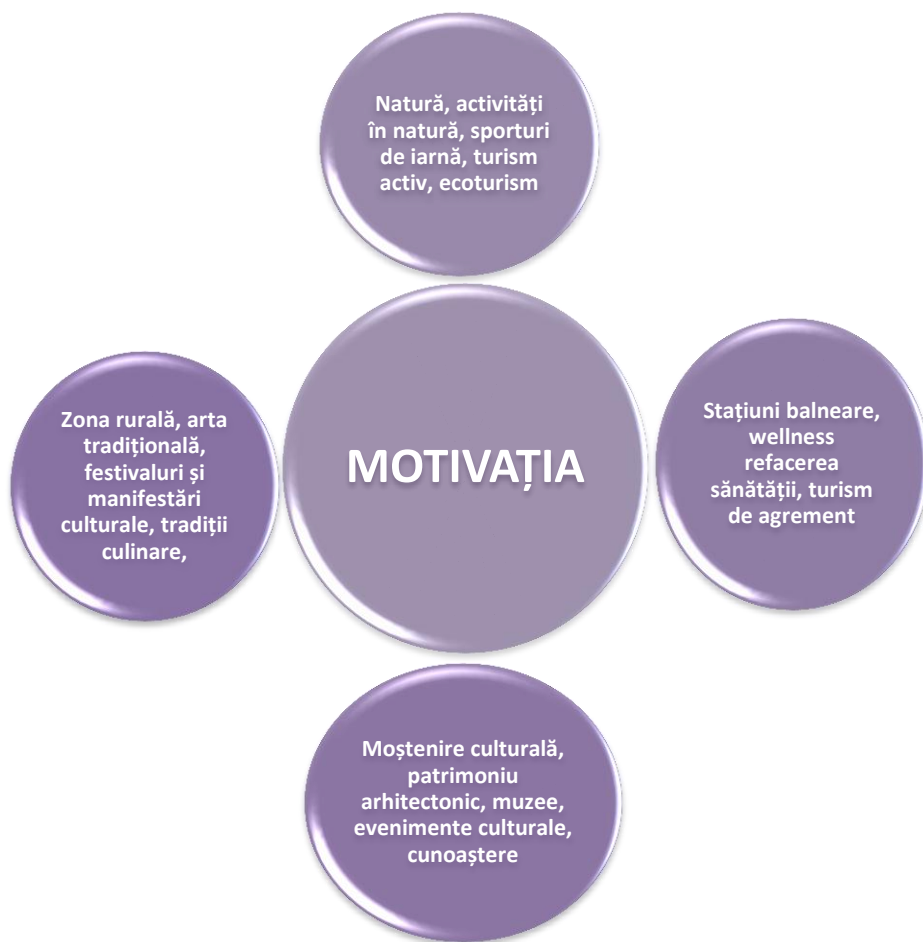 Natură, activități
în natură, sporturi
de iarnă, turism
activ, ecoturism
Zona rurală, arta
tradițională,
festivaluri și
manifestări
culturale, tradiții
culinare,
MOTIVAȚIA
Stațiuni balneare,
wellness
refacerea
sănătății, turism
de agrement
Moștenire culturală,
patrimoniu
arhitectonic, muzee,
evenimente culturale,
cunoaștere